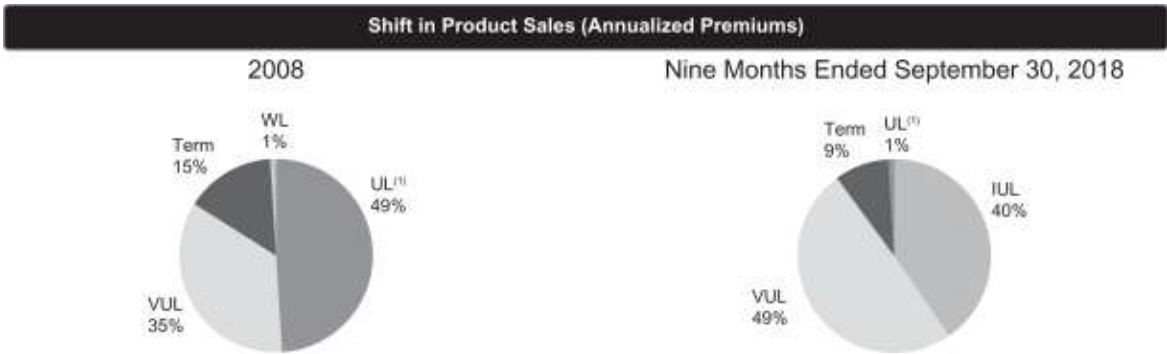 Shift in Product Sales (Annualized Premiums)
2008
Nine Months Ended September 30, 2018
WL
1%
Term
15%
UL(1)
49%
VUL
35%
Term
9%
UL(1)
1%
IUL
40%
VUL
49%